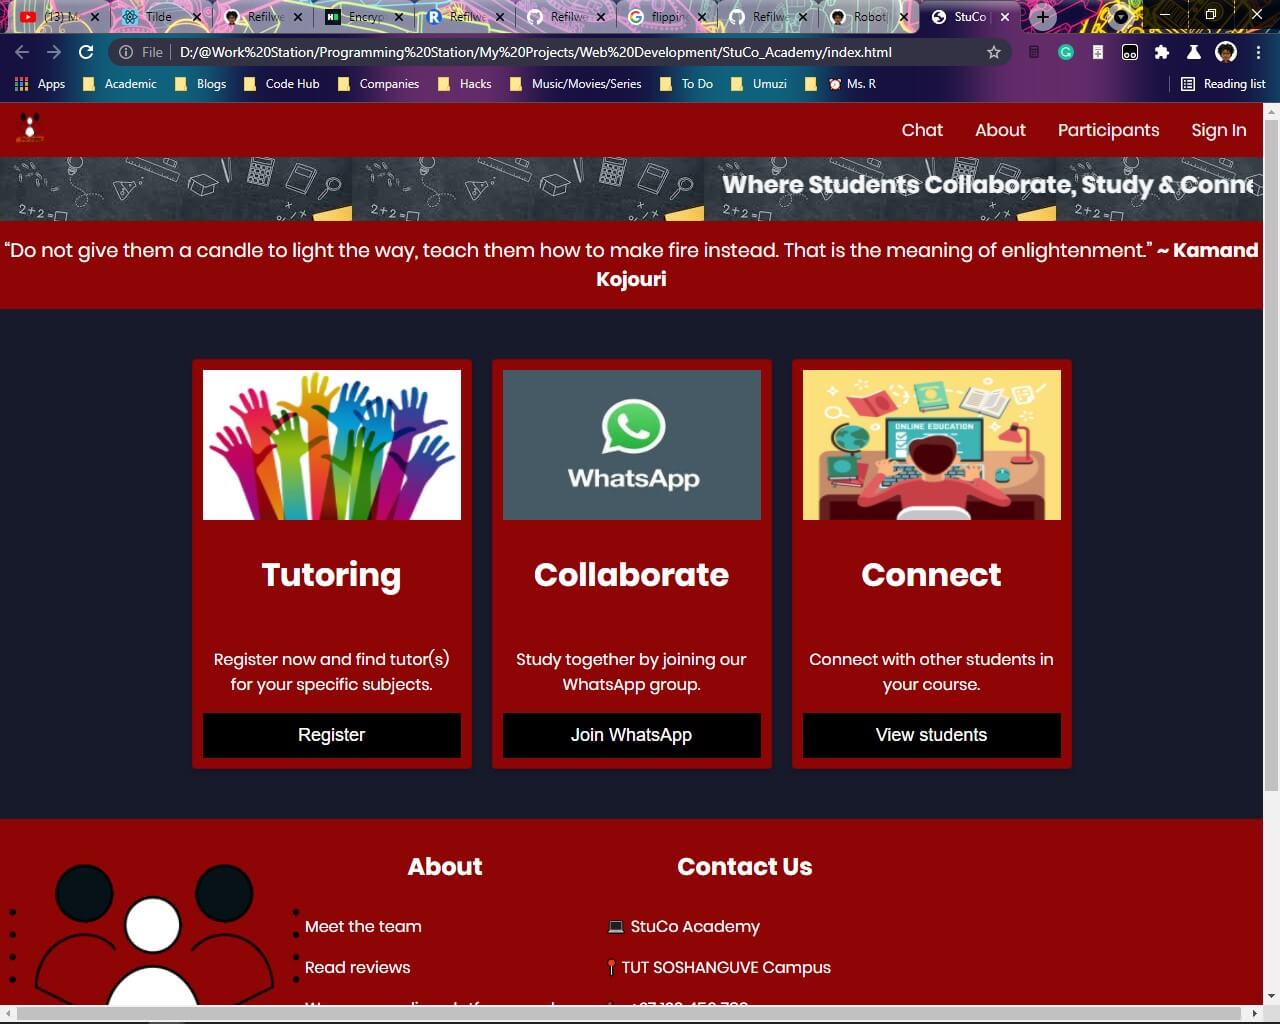 (13) M
Tilde
Refilwe
Encryp
Refilwe
Refilwe
flippin
Refilwe
Robot
StuCo
File
D:/@Work%20Station/Programming%20Station/My%20Projects/Web%20Development/StuCo_Academy/index.html
Apps Academic Blogs Code Hub Companies Hacks Music/Movies/Series To Do Umuzi Ms. R Reading list
Chat About Participants Sign In
Where Students Collaborate, Study & Conne
“Do not give them a candle to light the way, teach them how to make fire instead. That is the meaning of enlightenment.” ~ Kamand
Kojouri
WhatsApp
ONLINE EDUCATION
Tutoring
Register now and find tutor(s)
for your specific subjects.
Register
Collaborate
Study together by joining our
WhatsApp group.
Join WhatsApp
Connect
Connect with other students in
your course.
View students
About
Meet the team
Read reviews
Contact Us
StuCo Academy
TUT SOSHANGUVE Campus